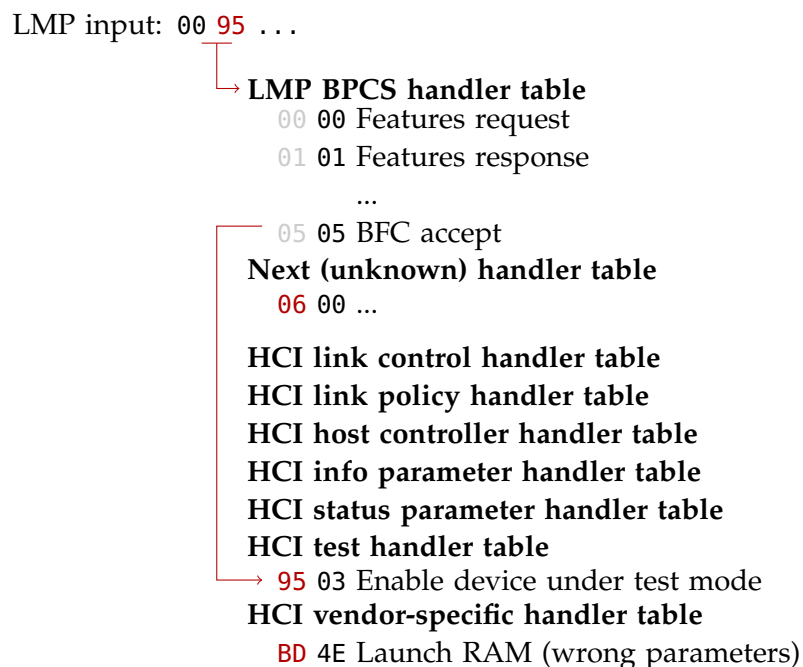 LMP input: 00 95 ...
LMP BPCS handler table
00 00 Features request
01 01 Features response
...
05 05 BFC accept
Next (unknown) handler table
06 00 ...
HCI link control handler table
HCI link policy handler table
HCI host controller handler table
HCI info parameter handler table
HCI status parameter handler table
HCI test handler table
95 03 Enable device under test mode
HCI vendor-specific handler table
BD 4E Launch RAM (wrong parameters)